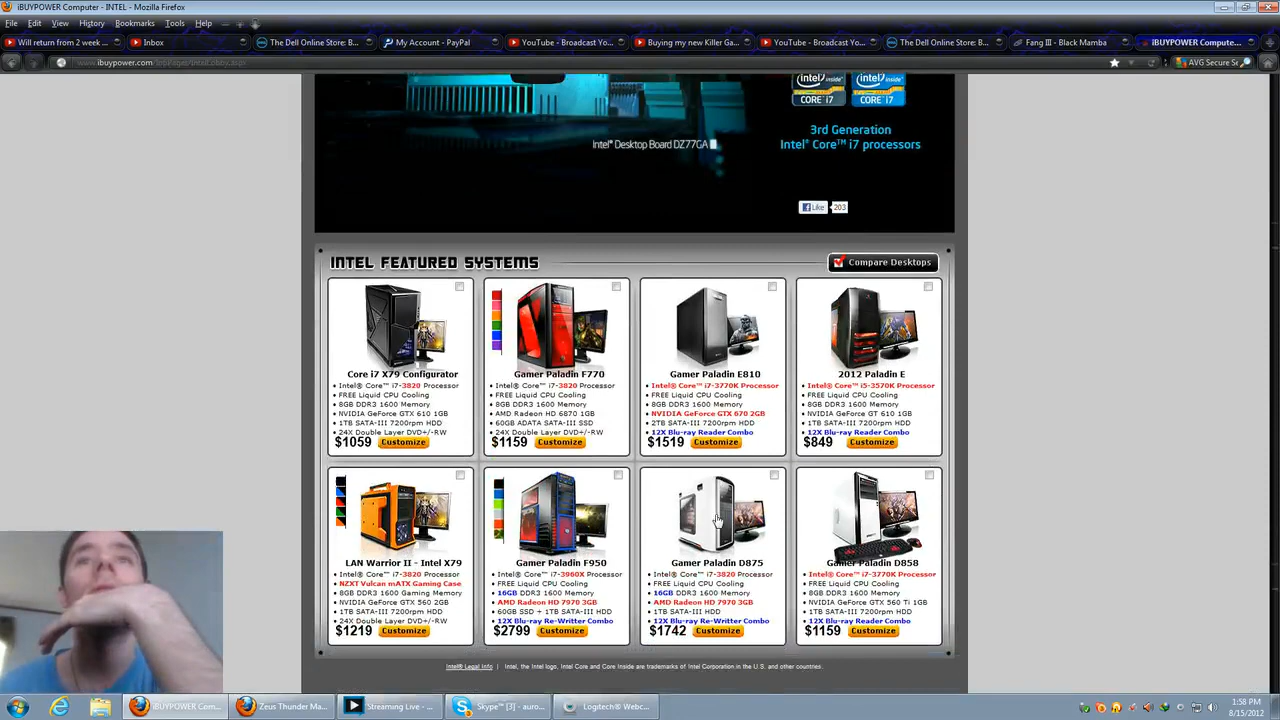 iBUYPOWER Computer - INTEL - Mozilla Firefox
File Edit View History Bookmarks Tools Help
Will return from 2 week ...
Inbox
The Dell Online Store: B...
My Account - PayPal
YouTube - Broadcast Yo...
Buying my new Killer Ga...
YouTube - Broadcast Yo...
The Dell Online Store: B...
Fang III - Black Mamba
iBUYPOWER Compute...
AVG Secure Se
intel inside CORE i7
intel inside CORE i7
Intel® Desktop Board DZ77GA
3rd Generation
Intel® Core™ i7 processors
Like 203
INTEL FEATURED SYSTEMS
Compare Desktops
Core i7 X79 Configurator
• Intel® Core™ i7-3820 Processor
• FREE Liquid CPU Cooling
• 8GB DDR3 1600 Memory
• NVIDIA GeForce GTX 610 1GB
• 1TB SATA-III 7200rpm HDD
• 24X Double Layer DVD+/-RW
$1059 Customize
Gamer Paladin F770
• Intel® Core™ i7-3820 Processor
• FREE Liquid CPU Cooling
• 8GB DDR3 1600 Memory
• AMD Radeon HD 6870 1GB
• 60GB ADATA SATA-III SSD
• 24X Double Layer DVD+/-RW
$1159 Customize
Gamer Paladin E810
• Intel® Core™ i7-3770K Processor
• FREE Liquid CPU Cooling
• 8GB DDR3 1600 Memory
• NVIDIA GeForce GTX 670 2GB
• 2TB SATA-III 7200rpm HDD
• 12X Blu-ray Reader Combo
$1519 Customize
2012 Paladin E
• Intel® Core™ i5-3570K Processor
• FREE Liquid CPU Cooling
• 8GB DDR3 1600 Memory
• NVIDIA GeForce GT 610 1GB
• 1TB SATA-III 7200rpm HDD
• 12X Blu-ray Reader Combo
$849 Customize
LAN Warrior II - Intel X79
• Intel® Core™ i7-3820 Processor
• NZXT Vulcan mATX Gaming Case
• 8GB DDR3 1600 Gaming Memory
• NVIDIA GeForce GTX 560 2GB
• 1TB SATA-III 7200rpm HDD
• 24X Double Layer DVD+/-RW
$1219 Customize
Gamer Paladin F950
• Intel® Core™ i7-3960X Processor
• FREE Liquid CPU Cooling
• 16GB DDR3 1600 Memory
• AMD Radeon HD 7970 3GB
• 60GB SSD + 1TB SATA-III HDD
• 12X Blu-ray Re-Writter Combo
$2799 Customize
Gamer Paladin D875
• Intel® Core™ i7-3820 Processor
• FREE Liquid CPU Cooling
• 16GB DDR3 1600 Memory
• AMD Radeon HD 7970 3GB
• 1TB SATA-III HDD
• 12X Blu-ray Re-Writter Combo
$1742 Customize
Gamer Paladin D858
• Intel® Core™ i7-3770K Processor
• FREE Liquid CPU Cooling
• 8GB DDR3 1600 Memory
• NVIDIA GeForce GTX 560 Ti 1GB
• 1TB SATA-III 7200rpm HDD
• 12X Blu-ray Reader Combo
$1159 Customize
Intel® Legal Info | Intel, the Intel logo, Intel Core and Core Inside are trademarks of Intel Corporation in the U.S. and other countries.
iBUYPOWER Com...
Zeus Thunder Ma...
Streaming Live - ...
Skype™ [3] - auro...
Logitech® Webc...
1:58 PM
8/15/2012